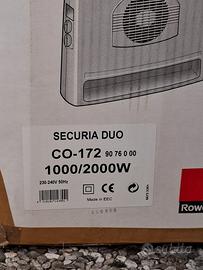 SECURIA DUO
CO-172 90 76 0 00
1000/2000W
230-240V 50Hz
Made in EEC
Rowe
subito